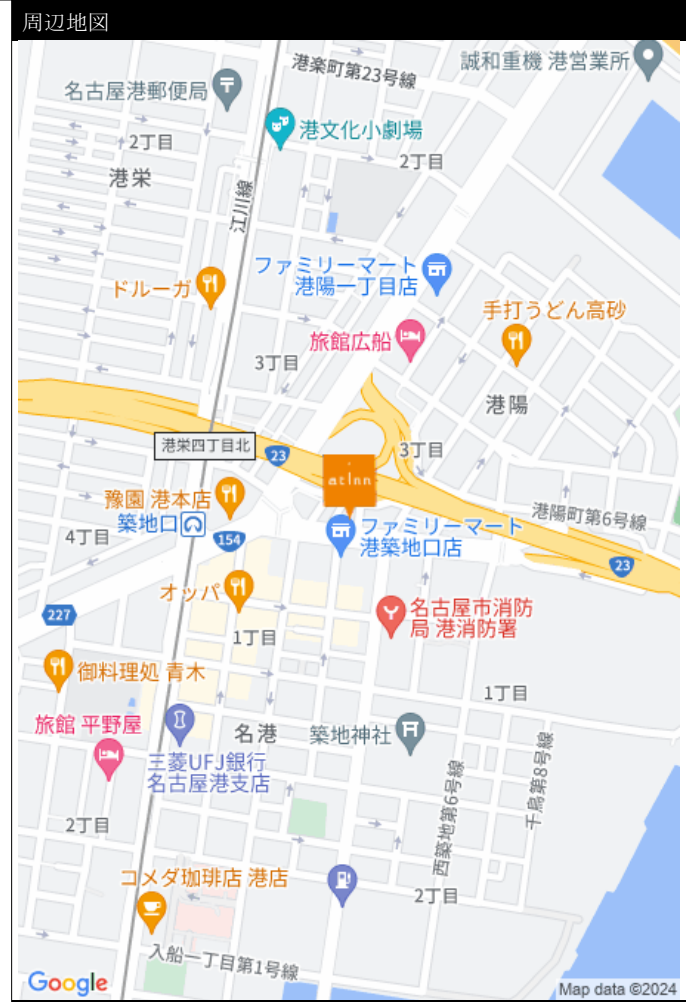 周辺地図
港楽町第23号線
誠和重機 港営業所
名古屋港郵便局
港文化小劇場
2丁目
2丁目
港栄
江川線
ファミリーマート
港陽一丁目店
ドルーガ
手打うどん高砂
旅館広船
3丁目
港陽
港栄四丁目北
23
3丁目
at inn
豫園 港本店
築地口
ファミリーマート
港築地口店
港陽町第6号線
4丁目
154
23
オッパ
227
名古屋市消防
局 港消防署
1丁目
御料理処 青木
1丁目
旅館 平野屋
名港
築地神社
三菱UFJ銀行
名古屋港支店
千鳥第8号線
西築地第6号線
2丁目
コメダ珈琲店 港店
2丁目
入船一丁目第1号線
Google
Map data ©2024